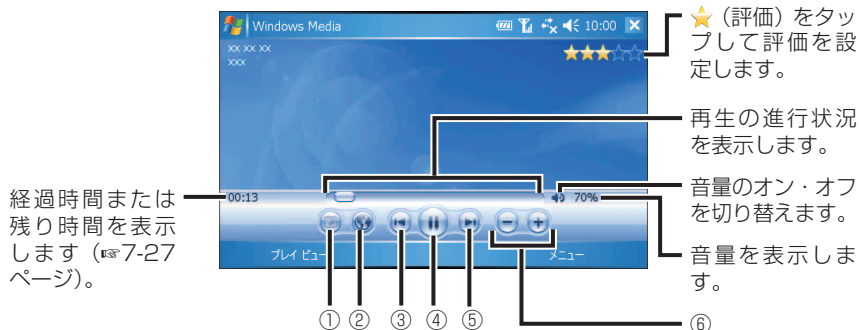 Windows Media
10:00
xx xx xx
xxx
00:13
70%
プレイ ビュー
メニュー
★（評価）をタッ
プして評価を設
定します。
再生の進行状況
を表示します。
音量のオン・オフ
を切り替えます。
音量を表示しま
す。
経過時間または
残り時間を表示
します（☞7-27
ページ）。
① ② ③ ④ ⑤ ⑥